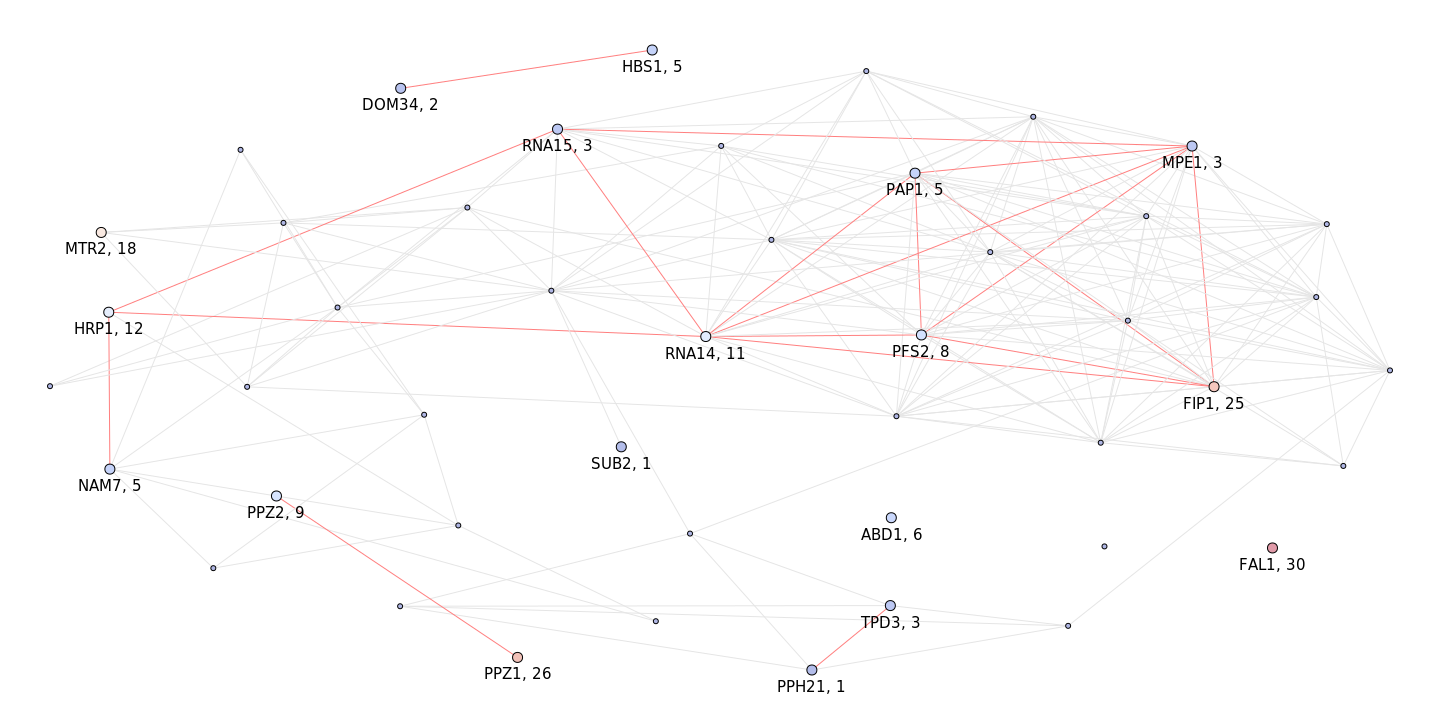 HBS1, 5
DOM34, 2
RNA15, 3
MPE1, 3
PAP1, 5
MTR2, 18
HRP1, 12
RNA14, 11
PFS2, 8
FIP1, 25
SUB2, 1
NAM7, 5
PPZ2, 9
ABD1, 6
FAL1, 30
TPD3, 3
PPZ1, 26
PPH21, 1